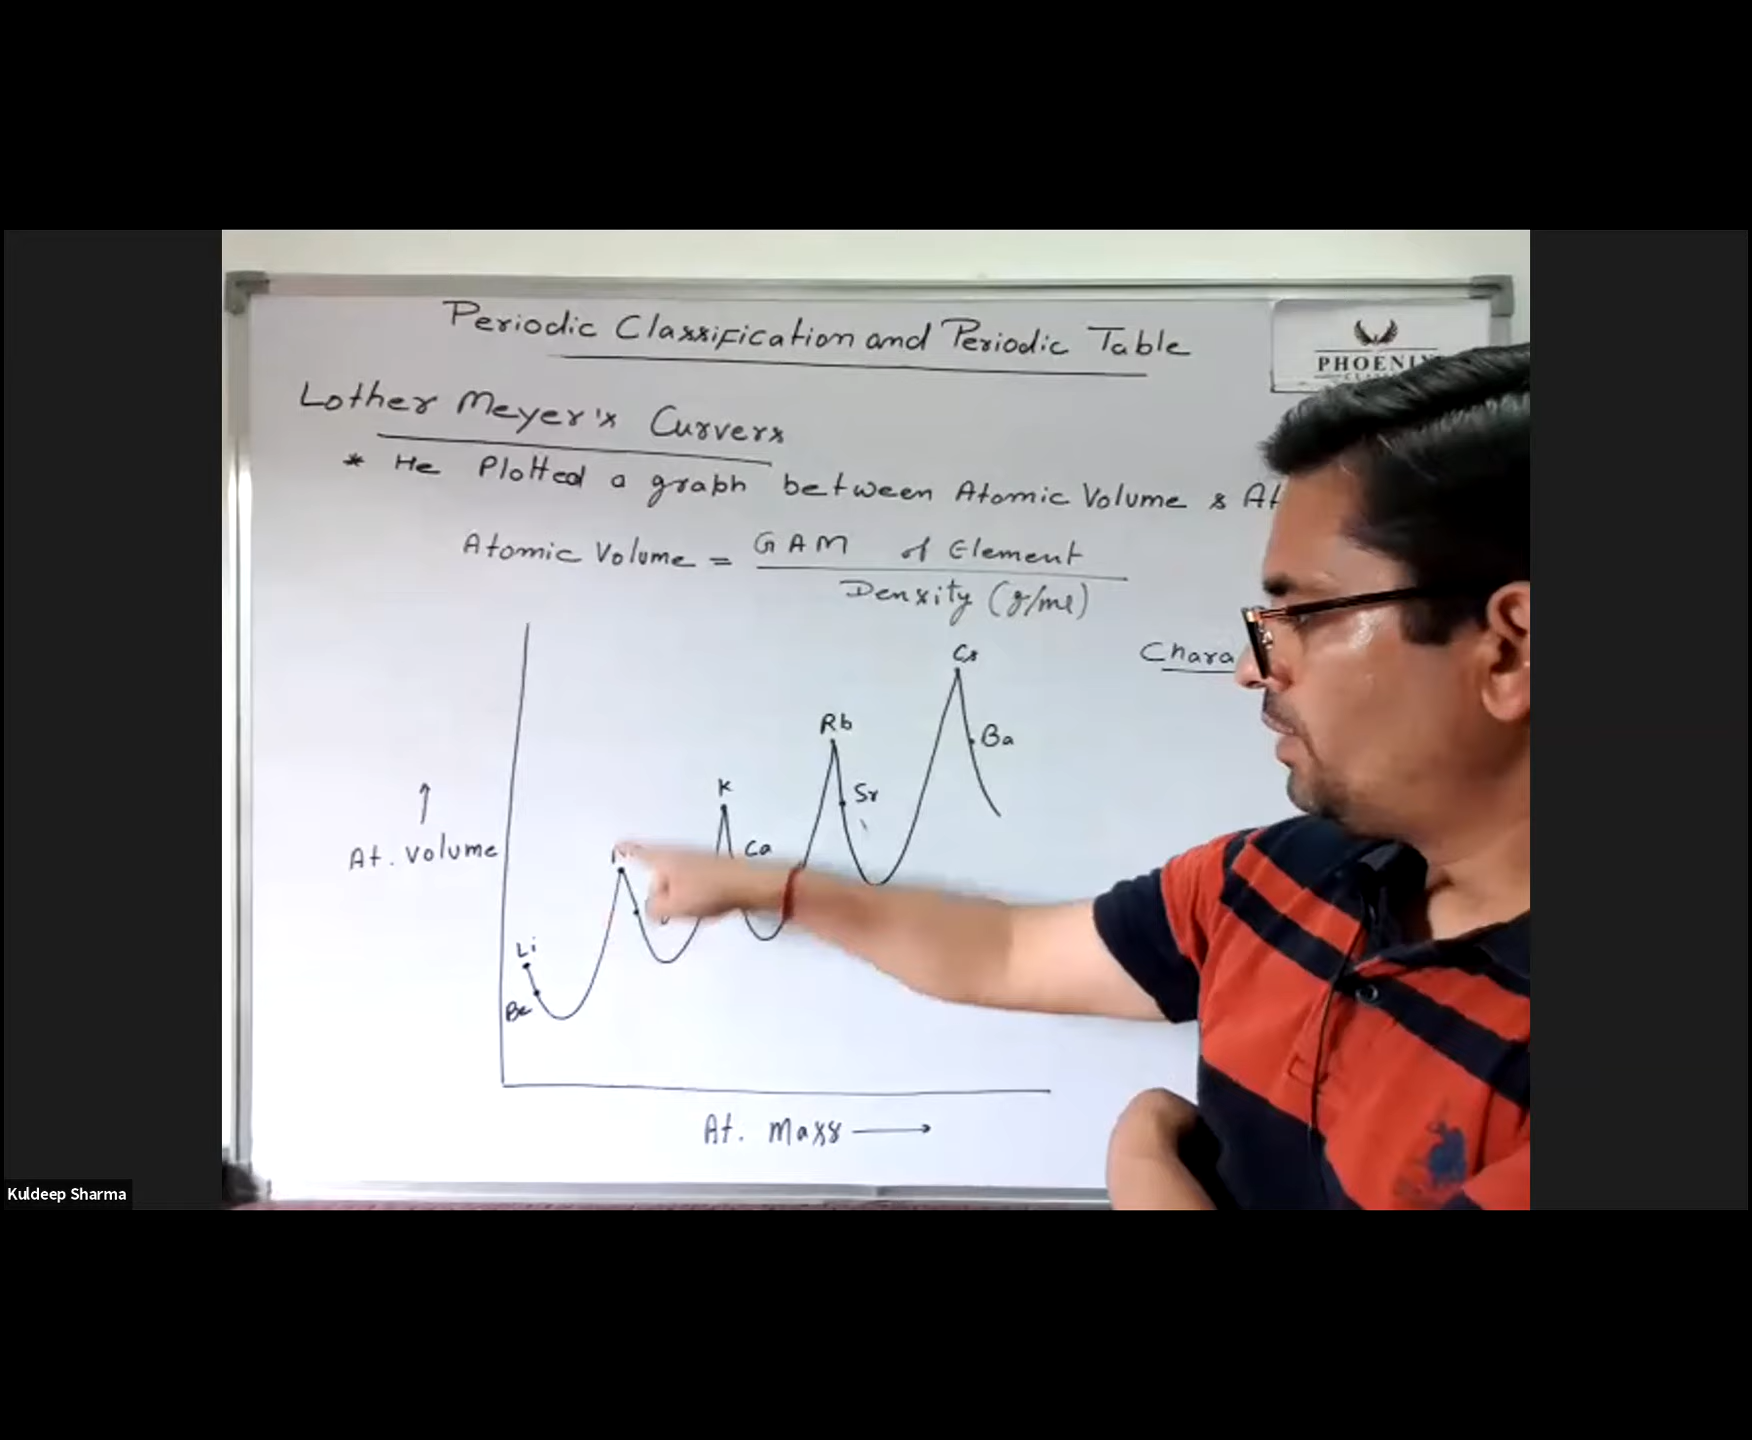 Periodic Classification and Periodic Table
PHOENIX
Lother Meyer's Curvers
* He Plotted a graph between Atomic Volume & At
Atomic Volume = GAM of Element
Density (g/ml)
Chara
Cs
Rb
Ba
K
Sr
At. Volume
Ca
Li
Be
At. Mass
Kuldeep Sharma